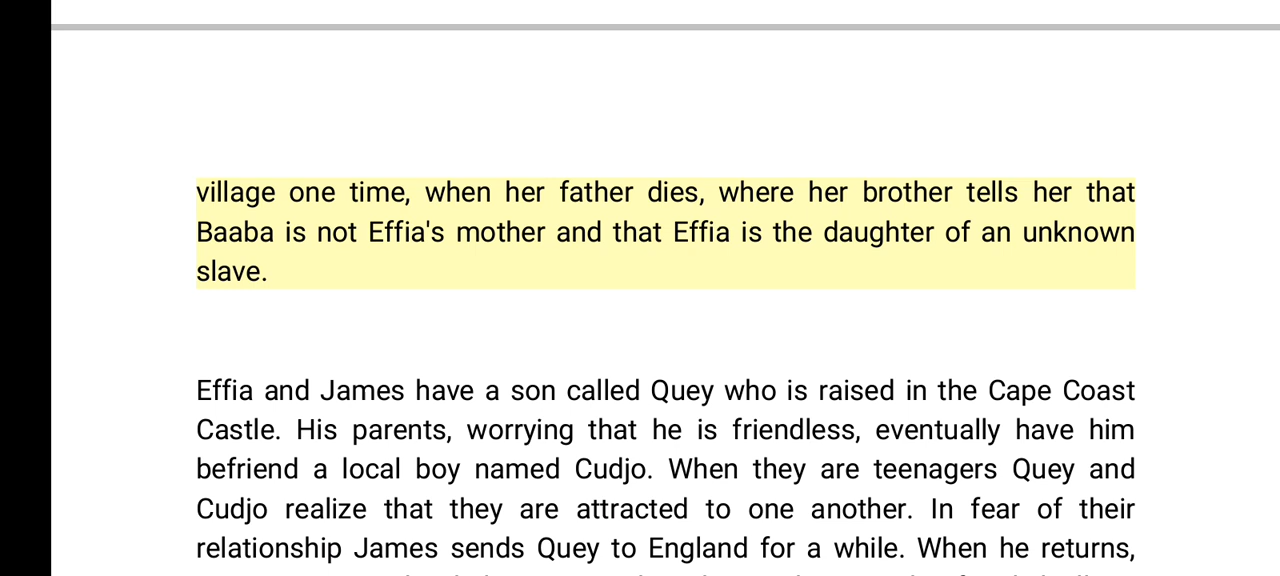 village one time, when her father dies, where her brother tells her that
Baaba is not Effia's mother and that Effia is the daughter of an unknown
slave.
Effia and James have a son called Quey who is raised in the Cape Coast
Castle. His parents, worrying that he is friendless, eventually have him
befriend a local boy named Cudjo. When they are teenagers Quey and
Cudjo realize that they are attracted to one another. In fear of their
relationship James sends Quey to England for a while. When he returns,